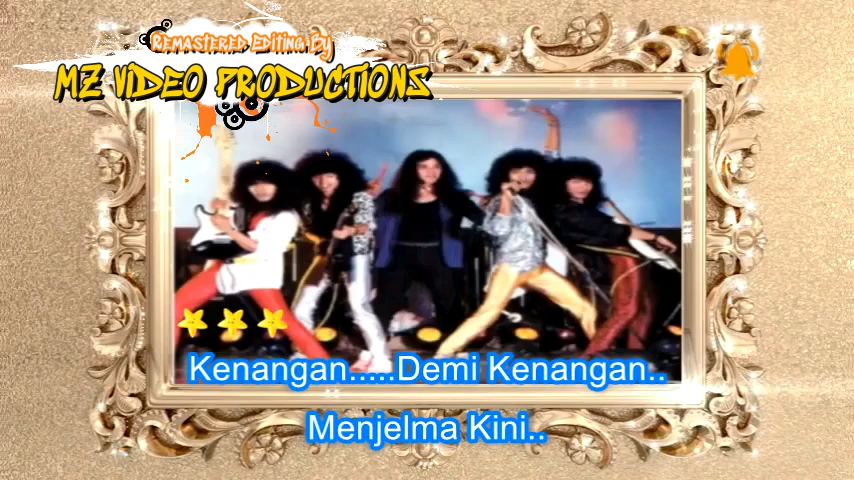 Remastered Editing By
MZ VIDEO PRODUCTIONS
Kenangan.....Demi Kenangan..
Menjelma Kini..